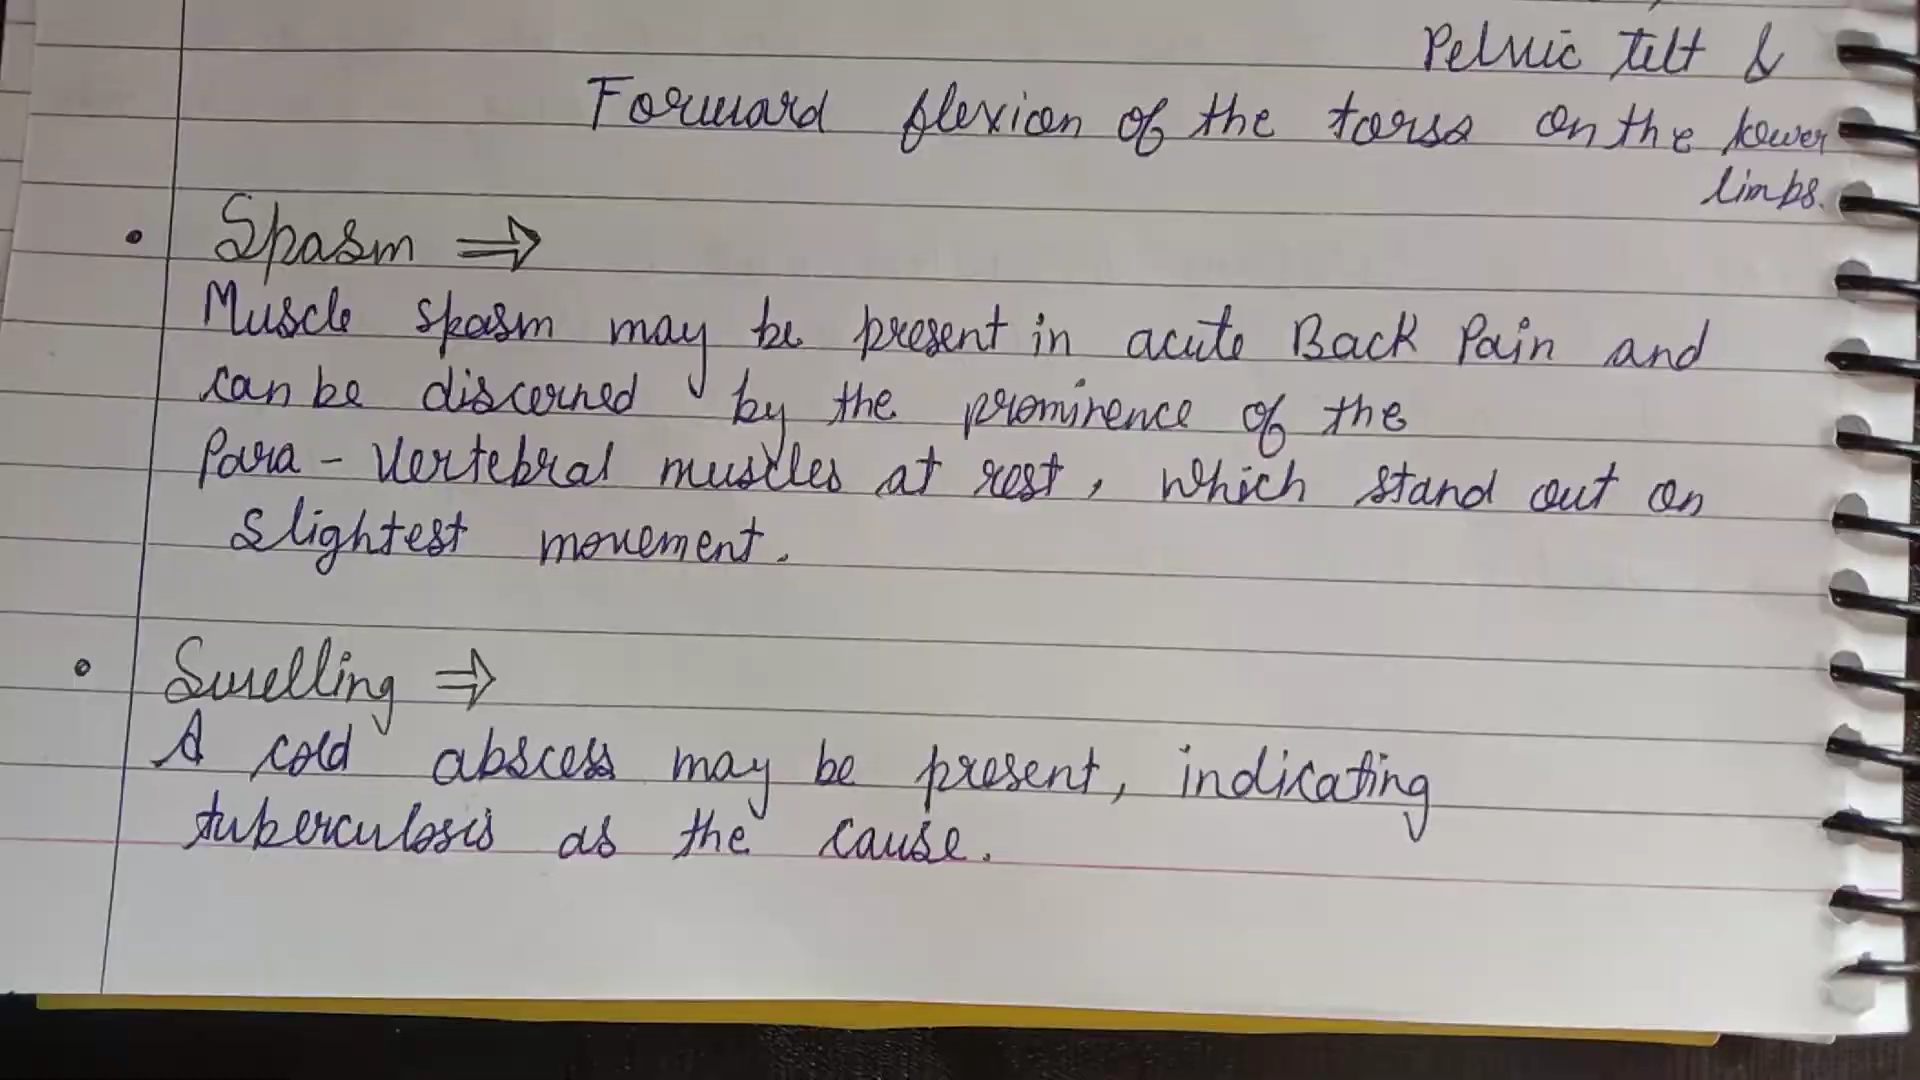 Pelvic tilt &
Forward flexion of the torso on the lower
limbs.
• Spasm ⇒
Muscle spasm may be present in acute Back Pain and
can be discerned by the prominence of the
Para - Vertebral muscles at rest, which stand out on
slightest movement.
• Swelling ⇒
A cold abscess may be present, indicating
tuberculosis as the cause.